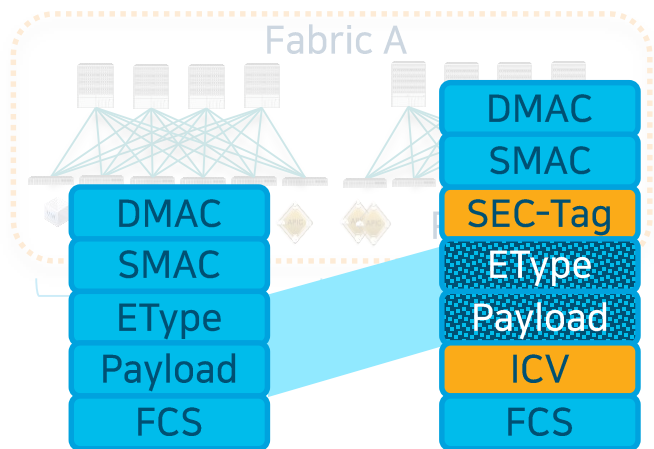 Fabric A
DMAC
SMAC
EType
Payload
FCS
DMAC
SMAC
SEC-Tag
EType
Payload
ICV
FCS